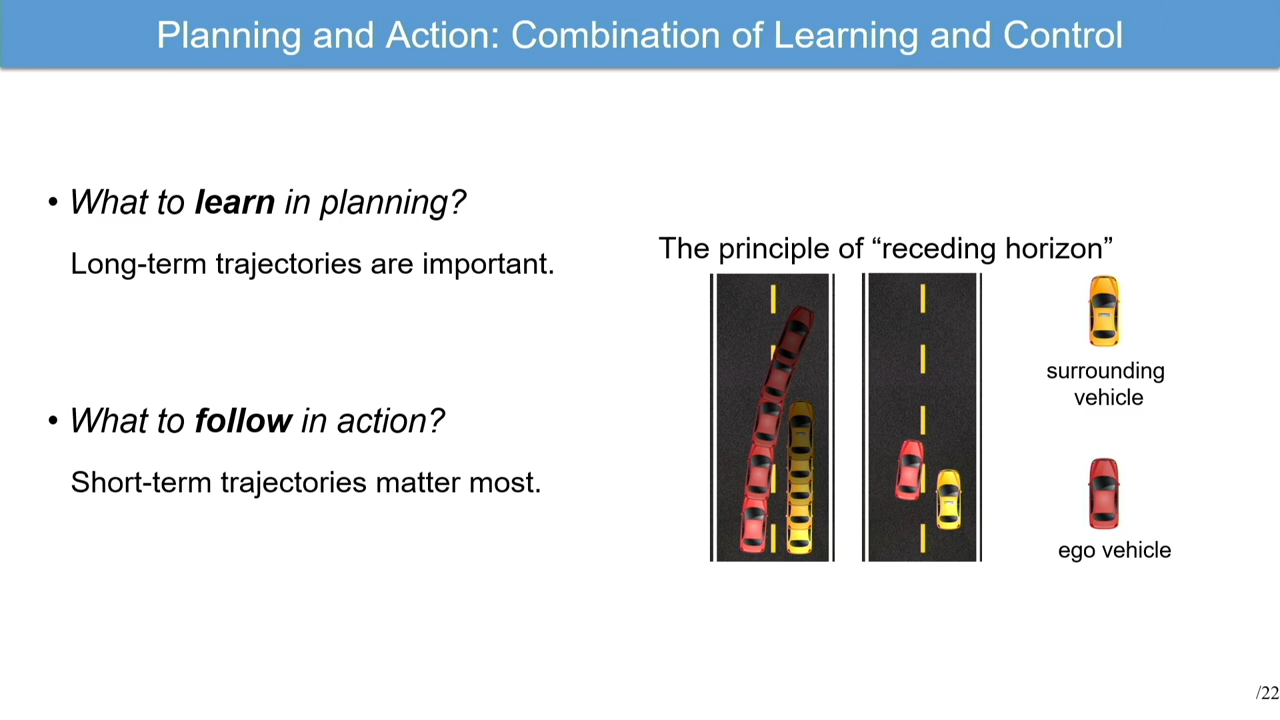 Planning and Action: Combination of Learning and Control
• What to learn in planning?
Long-term trajectories are important.
• What to follow in action?
Short-term trajectories matter most.
The principle of “receding horizon”
surrounding
vehicle
ego vehicle
/22